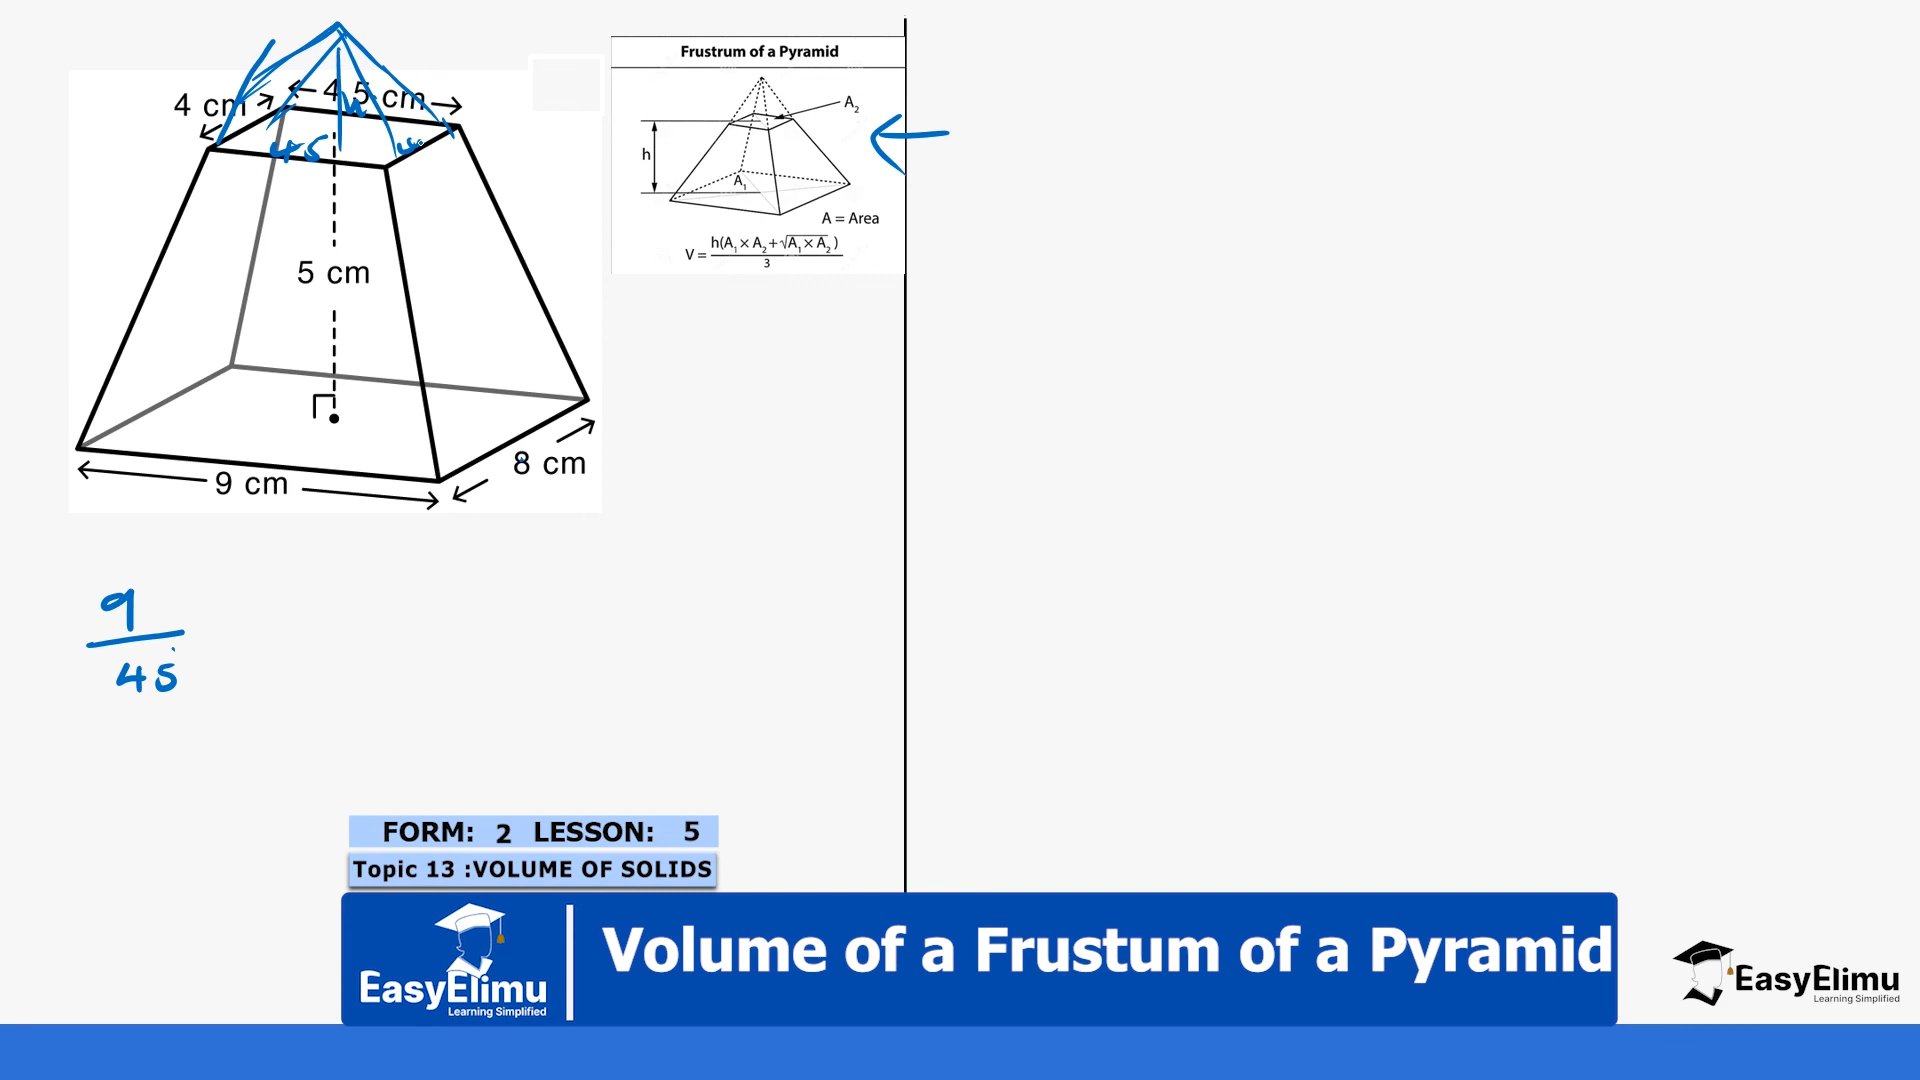 4 cm
4.5 cm
h
45
4
5 cm
9 cm
8 cm
Frustrum of a Pyramid
A2
h
A1
A = Area
V = h(A1 × A2 + √A1 × A2 )
3
9
45
FORM: 2 LESSON: 5
Topic 13 :VOLUME OF SOLIDS
EasyElimu
Learning Simplified
Volume of a Frustum of a Pyramid
EasyElimu
Learning Simplified